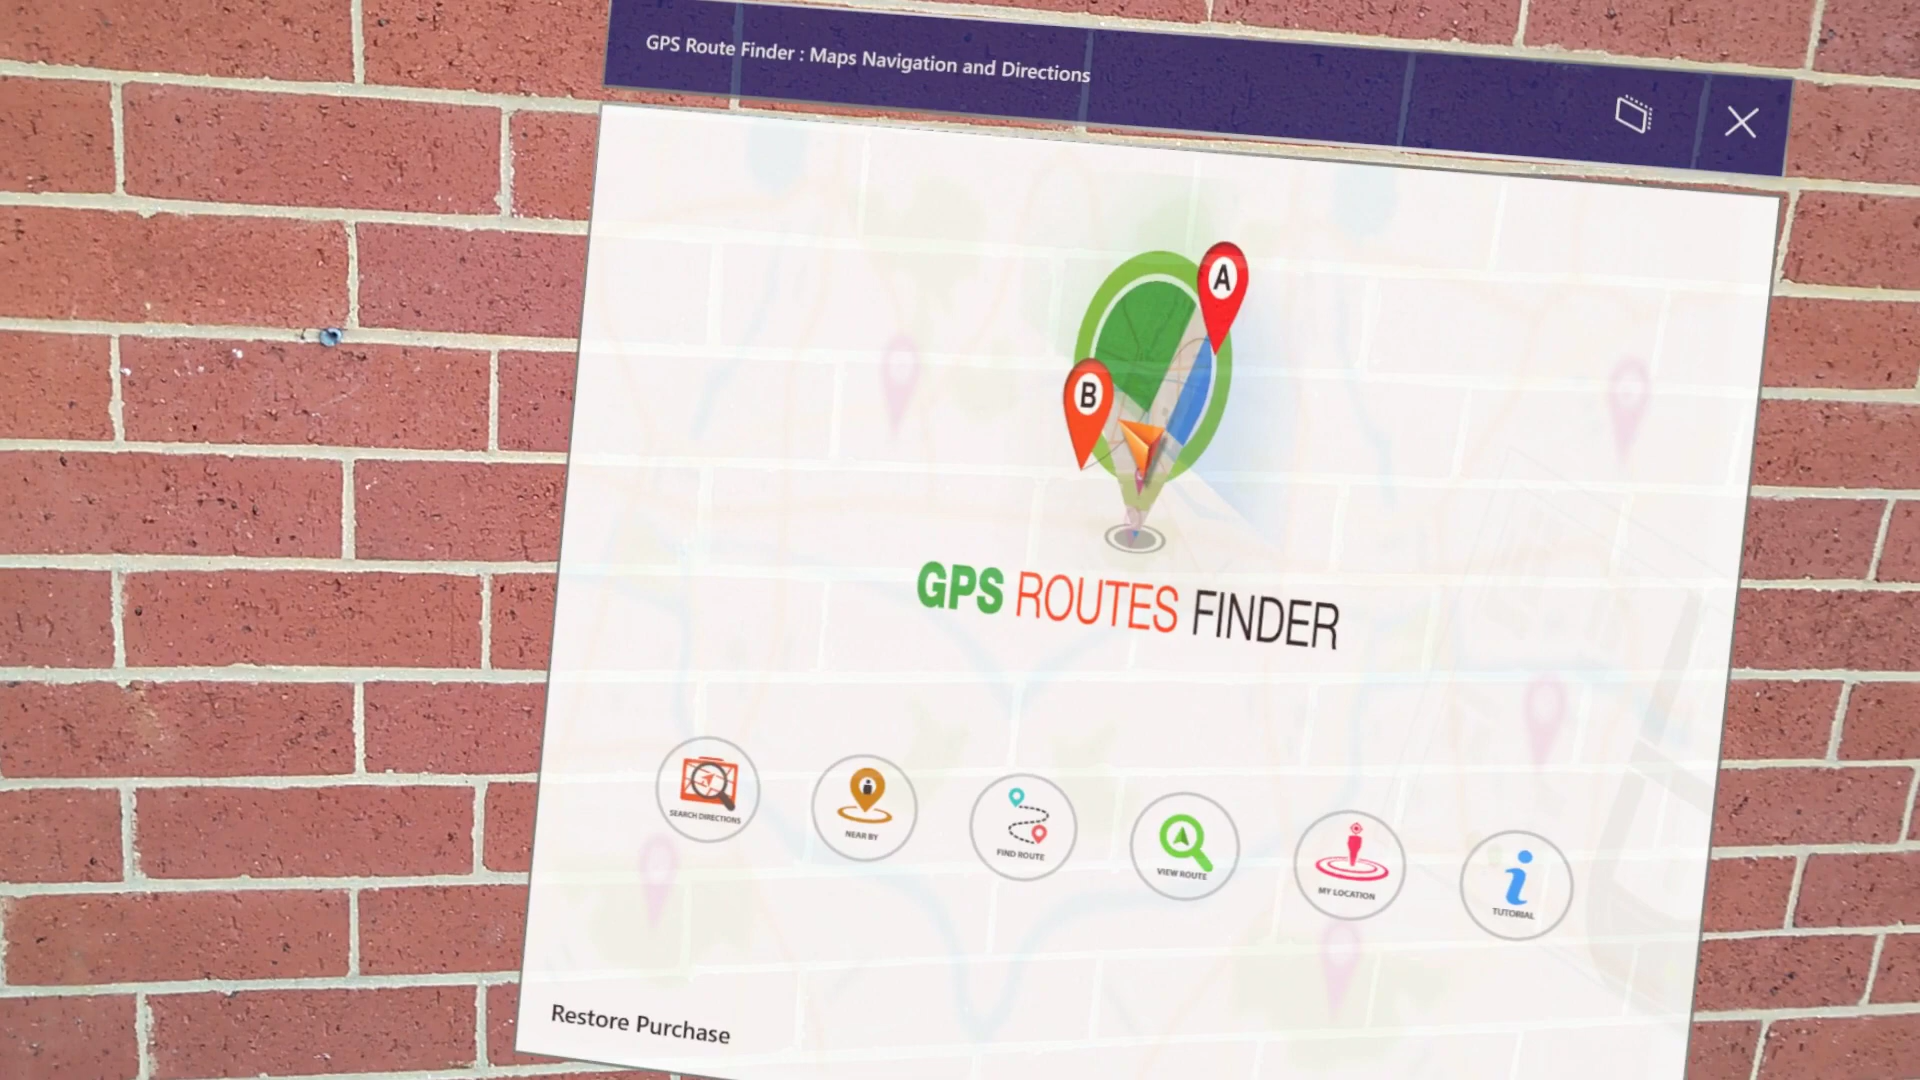 GPS Route Finder : Maps Navigation and Directions
A
B
GPS ROUTES FINDER
SEARCH DIRECTIONS
NEAR BY
FIND ROUTE
VIEW ROUTE
MY LOCATION
TUTORIAL
Restore Purchase